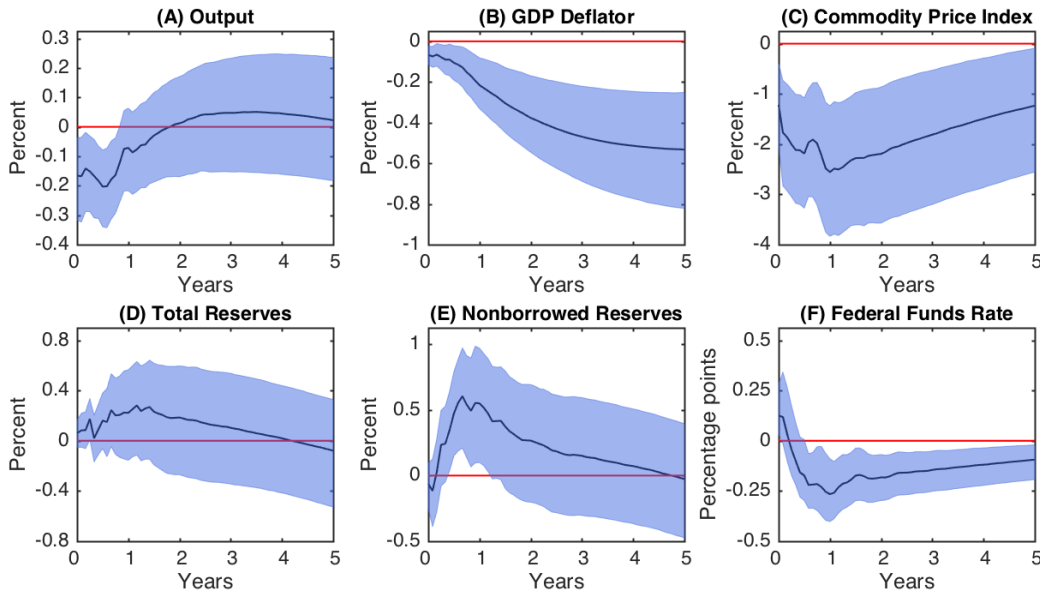 (A) Output
(B) GDP Deflator
(C) Commodity Price Index
0.3
0.2
0.1
0
-0.1
-0.2
-0.3
-0.4
Percent
0 1 2 3 4 5
Years
0
-0.2
-0.4
-0.6
-0.8
-1
Percent
0 1 2 3 4 5
Years
0
-1
-2
-3
-4
Percent
0 1 2 3 4 5
Years
(D) Total Reserves
(E) Nonborrowed Reserves
(F) Federal Funds Rate
0.8
0.4
0
-0.4
-0.8
Percent
0 1 2 3 4 5
Years
1
0.5
0
-0.5
Percent
0 1 2 3 4 5
Years
0.5
0.25
0
-0.25
-0.5
Percentage points
0 1 2 3 4 5
Years